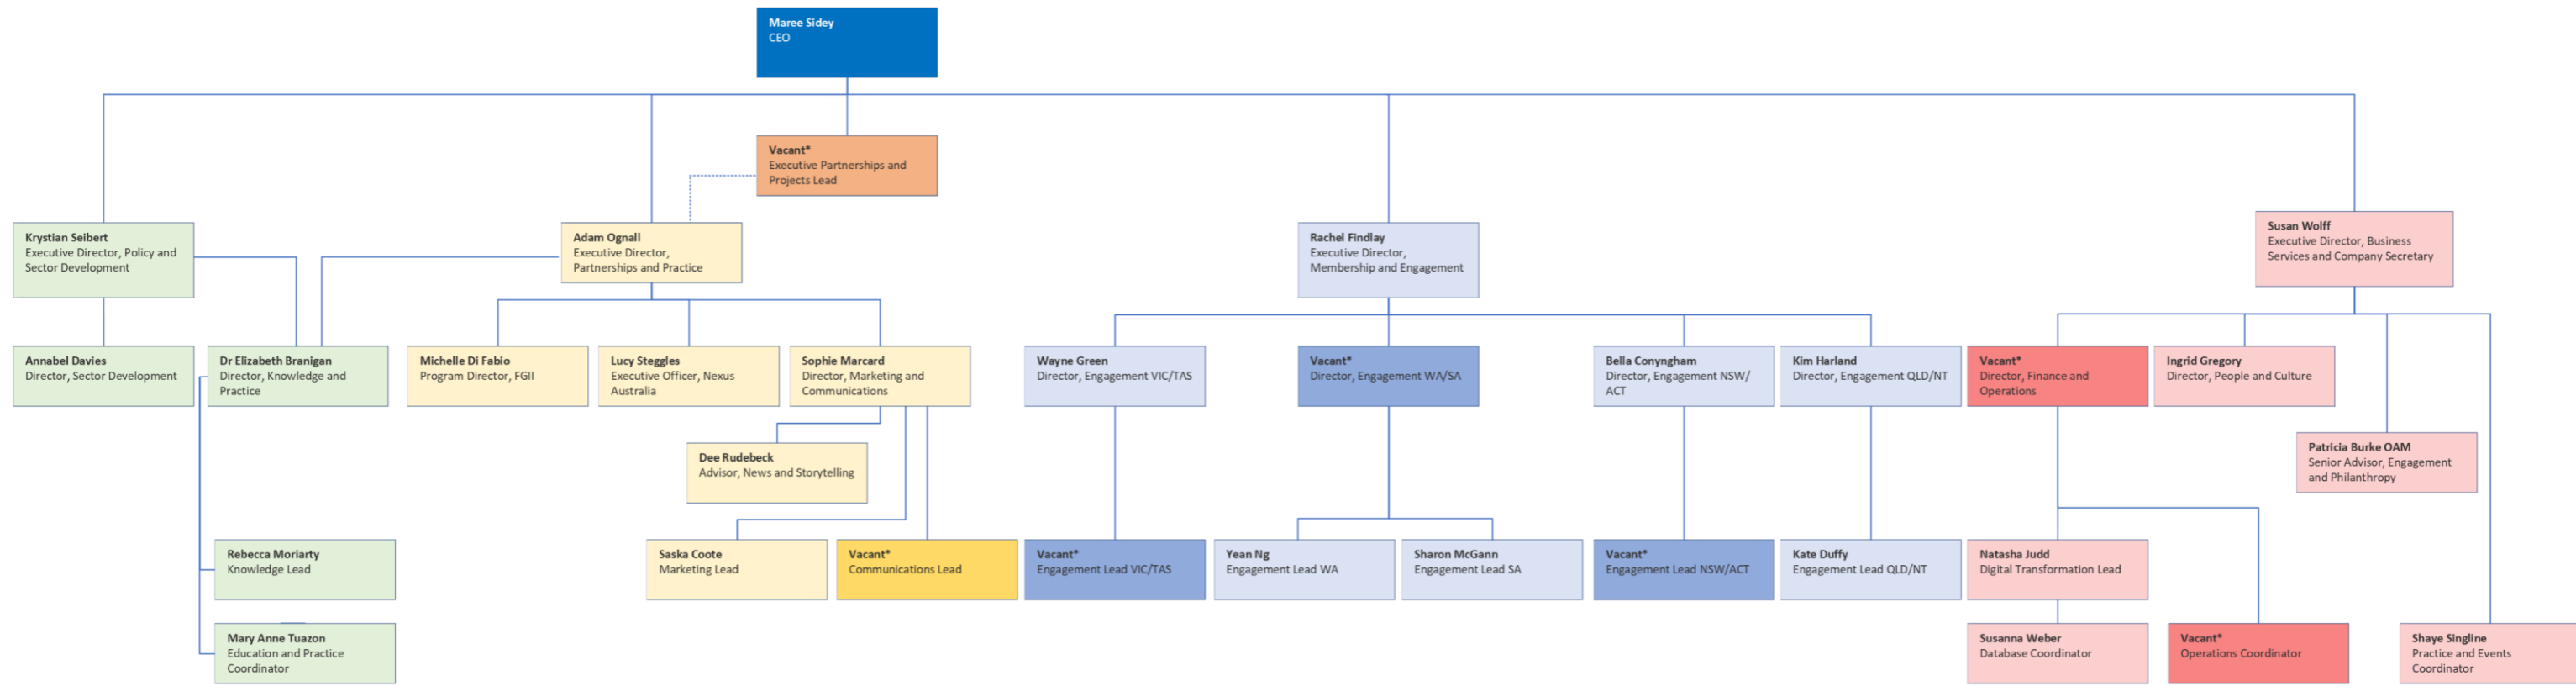 Maree Sidey
CEO
Vacant*
Executive Partnerships and
Projects Lead
Krystian Seibert
Executive Director, Policy and
Sector Development
Adam Ognall
Executive Director,
Partnerships and Practice
Rachel Findlay
Executive Director,
Membership and Engagement
Susan Wolff
Executive Director, Business
Services and Company Secretary
Annabel Davies
Director, Sector Development
Dr Elizabeth Branigan
Director, Knowledge and
Practice
Michelle Di Fabio
Program Director, FGII
Lucy Steggles
Executive Officer, Nexus
Australia
Sophie Marcard
Director, Marketing and
Communications
Wayne Green
Director, Engagement VIC/TAS
Vacant*
Director, Engagement WA/SA
Bella Conyngham
Director, Engagement NSW/
ACT
Kim Harland
Director, Engagement QLD/NT
Vacant*
Director, Finance and
Operations
Ingrid Gregory
Director, People and Culture
Patricia Burke OAM
Senior Advisor, Engagement
and Philanthropy
Dee Rudebeck
Advisor, News and Storytelling
Rebecca Moriarty
Knowledge Lead
Saska Coote
Marketing Lead
Vacant*
Communications Lead
Vacant*
Engagement Lead VIC/TAS
Yean Ng
Engagement Lead WA
Sharon McGann
Engagement Lead SA
Vacant*
Engagement Lead NSW/ACT
Kate Duffy
Engagement Lead QLD/NT
Natasha Judd
Digital Transformation Lead
Mary Anne Tuazon
Education and Practice
Coordinator
Susanna Weber
Database Coordinator
Vacant*
Operations Coordinator
Shaye Singline
Practice and Events
Coordinator